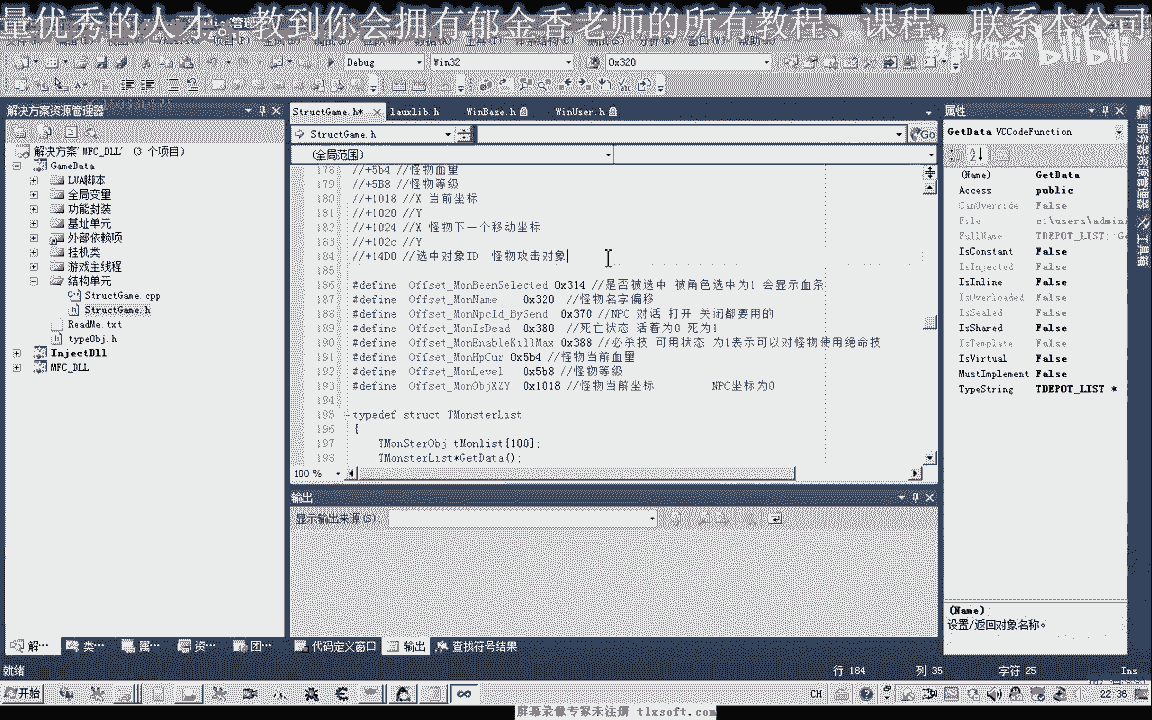 量优秀的人才。教到你会拥有郁金香老师的所有教程、课程。联系本公司
教到你会 bilibili
Debug Win32 0x320
解决方案资源管理器
解决方案"MFC_DLL" (3 个项目)
GameData
LUA脚本
全局变量
功能封装
基址单元
外部依赖项
挂机类
游戏主线程
结构单元
StructGame.cpp
StructGame.h
ReadMe.txt
typObj.h
InjectDll
MFC_DLL
StructGame.h* lauxlib.h WinBase.h WinUser.h
StructGame.h Go
(全局范围)
178 //+5b4 //怪物血量
179 //+5B8 //怪物等级
180 //+1018 //X 当前坐标
181 //+1020 //Y
182 //+1024 //X 怪物下一个移动坐标
183 //+102c //Y
184 //+14D0 //选中对象ID 怪物攻击对象
185
186 #define Offset_MonBeenSelected 0x314 //是否被选中 被角色选中为1 会显示血条
187 #define Offset_MonName 0x320 //怪物名字偏移
188 #define Offset_MonNpcId_BySend 0x370 //NPC 对话 打开 关闭都要用的
189 #define Offset_MonIsDead 0x380 //死亡状态 活着为0 死为1
190 #define Offset_MonEnableKillMax 0x388 //必杀技 可用状态 为1表示可以对怪物使用绝命技
191 #define Offset_MonHpCur 0x5b4 //怪物当前血量
192 #define Offset_MonLevel 0x5b8 //怪物等级
193 #define Offset_MonObjXZY 0x1018 //怪物当前坐标 NPC坐标为0
194
195 typedef struct TMonsterList
196 {
197 TMonSterObj tMonlist[100];
198 TMonsterList*GetData();
100 %
输出
显示输出来源(S):
属性
GetData VCCodeFunction
(Name) GetData
Access public
CanOverride False
File c:\users\admini
FullName TDEPOT_LIST::Ge
IsConstant False
IsInjected False
IsInline False
IsOverloaded False
IsSealed False
IsShared False
IsTemplate False
IsVirtual False
MustImplement False
TypeString TDEPOT_LIST *
(Name)
设置/返回对象名称。
服务器资源管理器
工具箱
解... 类... 属... 资... 团...
代码定义窗口 输出 查找符号结果
就绪 行 184 列 35 字符 25 Ins
开始 CH 22:38
屏幕录像专家未注册 tlxsoft.com